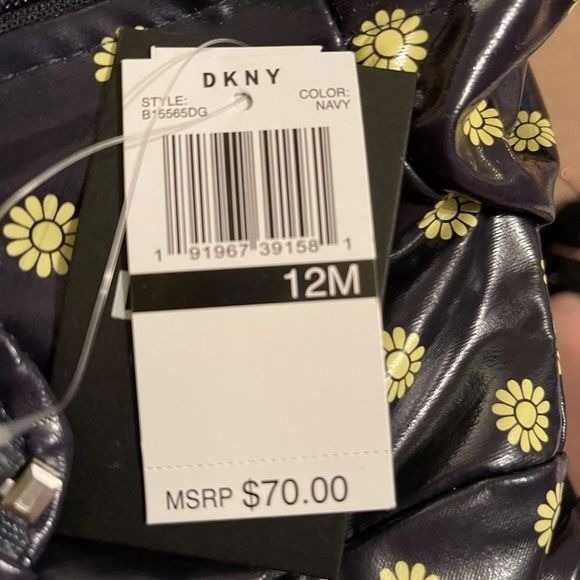 DKNY
STYLE: COLOR:
B15565DG NAVY
1 91967 39158 1
12M
MSRP $70.00